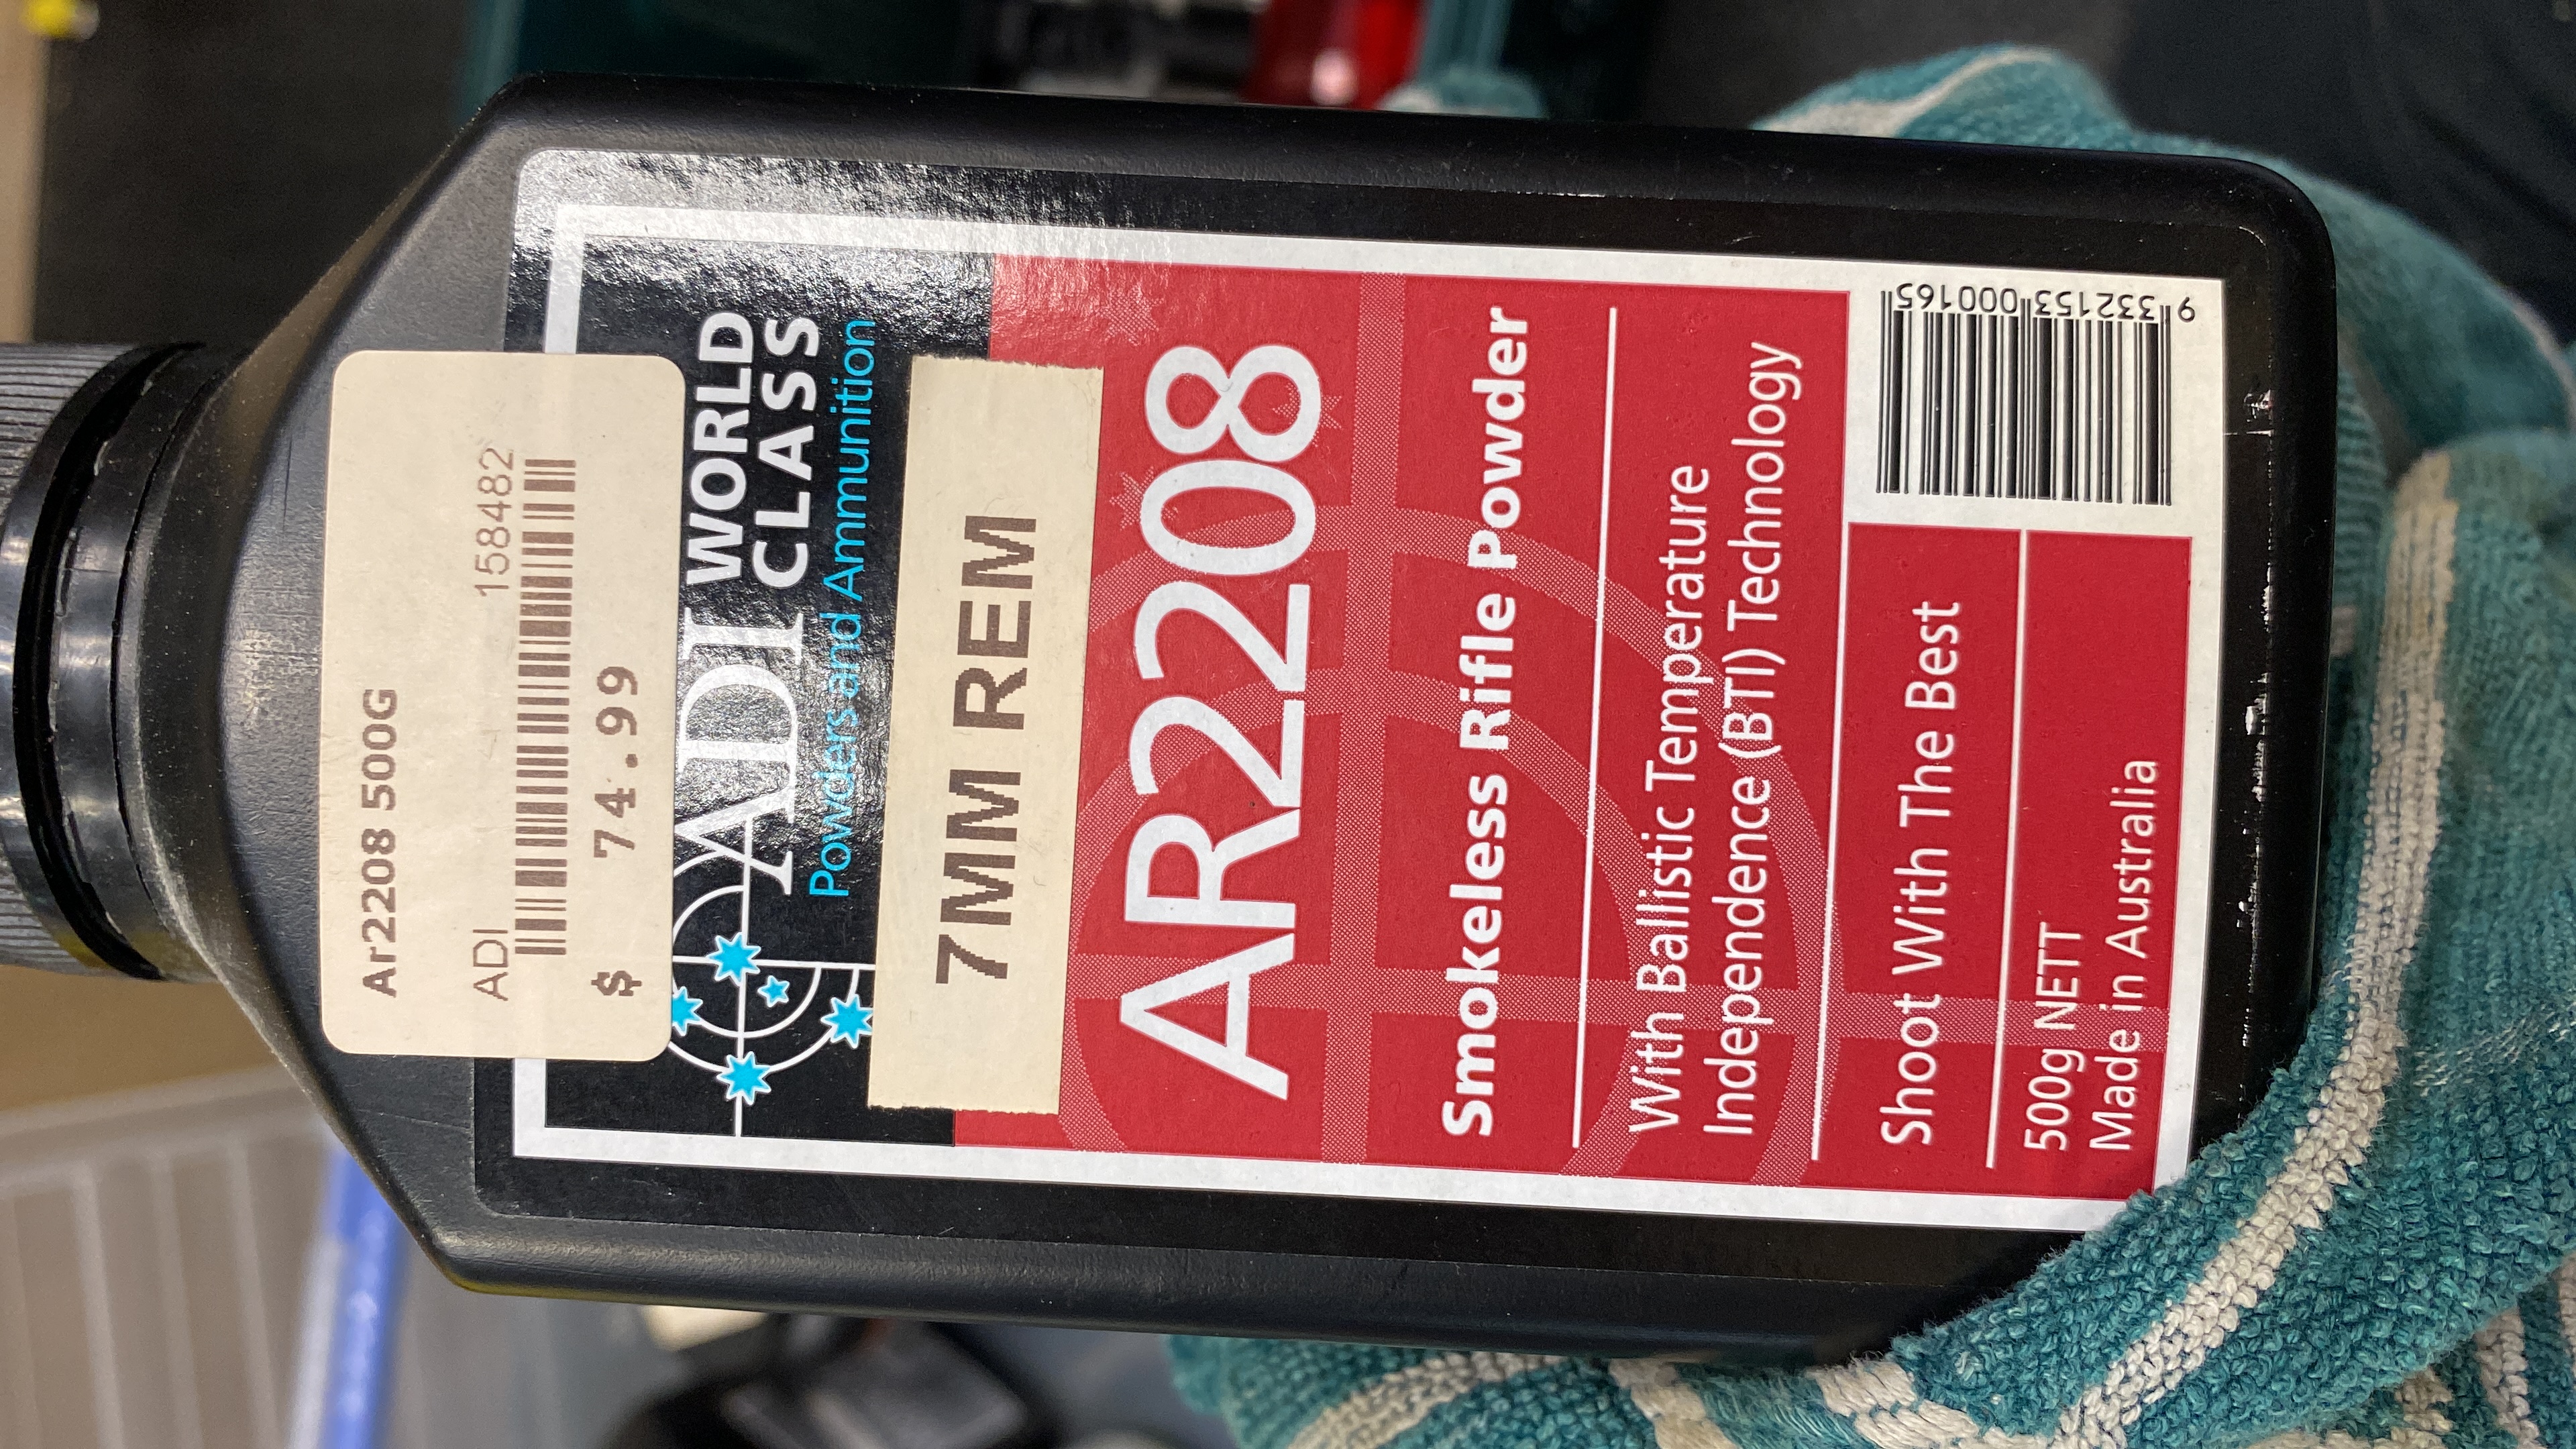 Ar2208 500G
ADI 158482
$ 74.99
ADI WORLD CLASS
Powders and Ammunition
7MM REM
AR2208
Smokeless Rifle Powder
With Ballistic Temperature
Independence (BTI) Technology
Shoot With The Best
500g NETT
Made in Australia
9 332153 000165